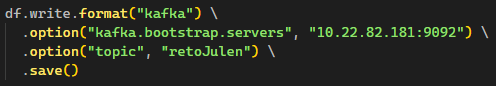 df.write.format("kafka") \
  .option("kafka.bootstrap.servers", "10.22.82.181:9092") \
  .option("topic", "retoJulen") \
  .save()